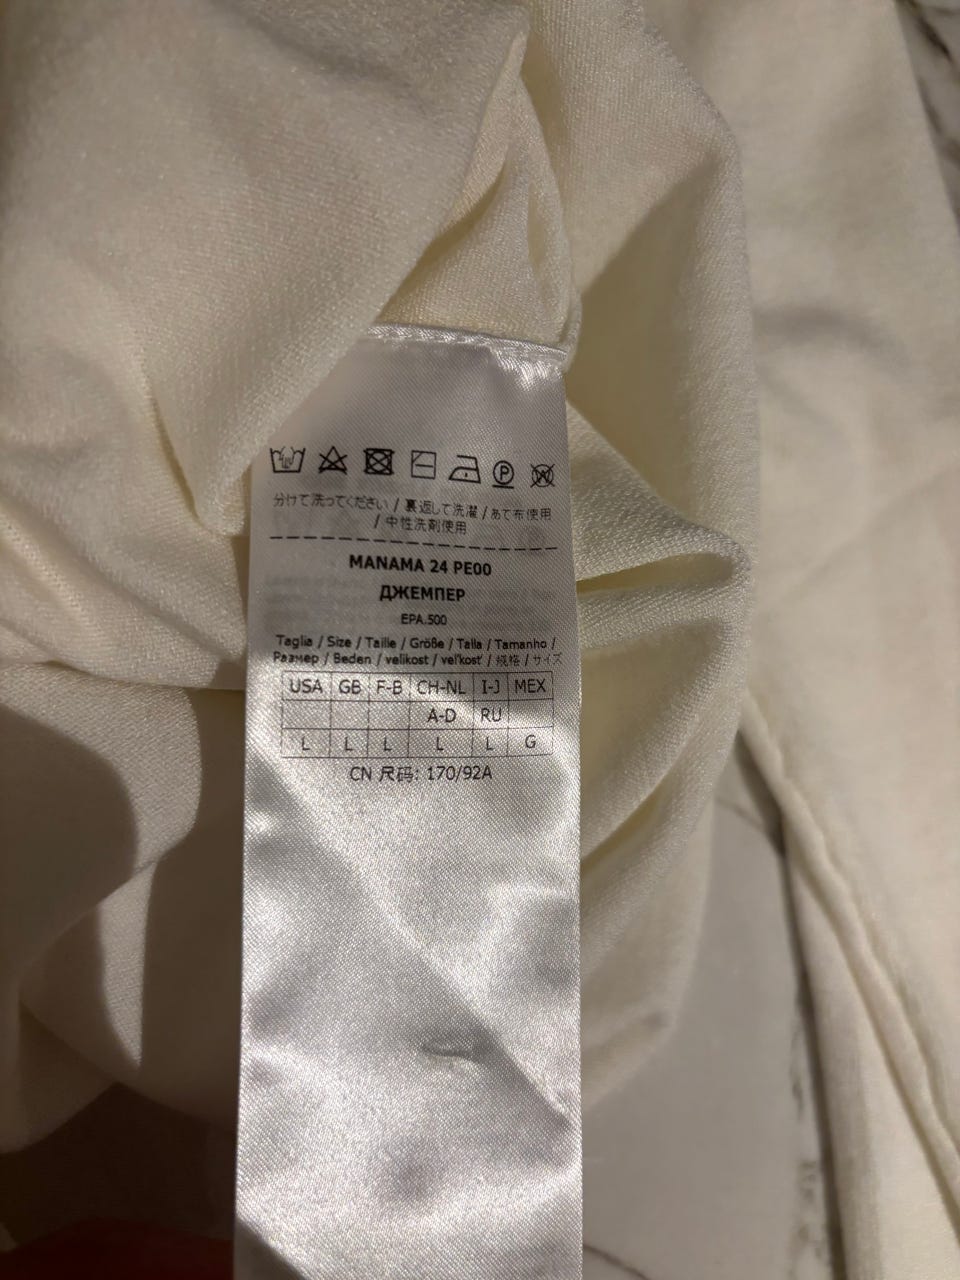 分けて洗ってください / 裏返して洗濯 / あて布使用
/ 中性洗剤使用
MANAMA 24 PE00
ДЖЕМПЕР
EPA.500
Taglia / Size / Taille / Größe / Talla / Tamanho /
Размер / Beden / velikost / veľkosť / 规格 / サイズ
USA GB F-B CH-NL I-J MEX
A-D RU
L L L L L G
CN 尺码: 170/92A